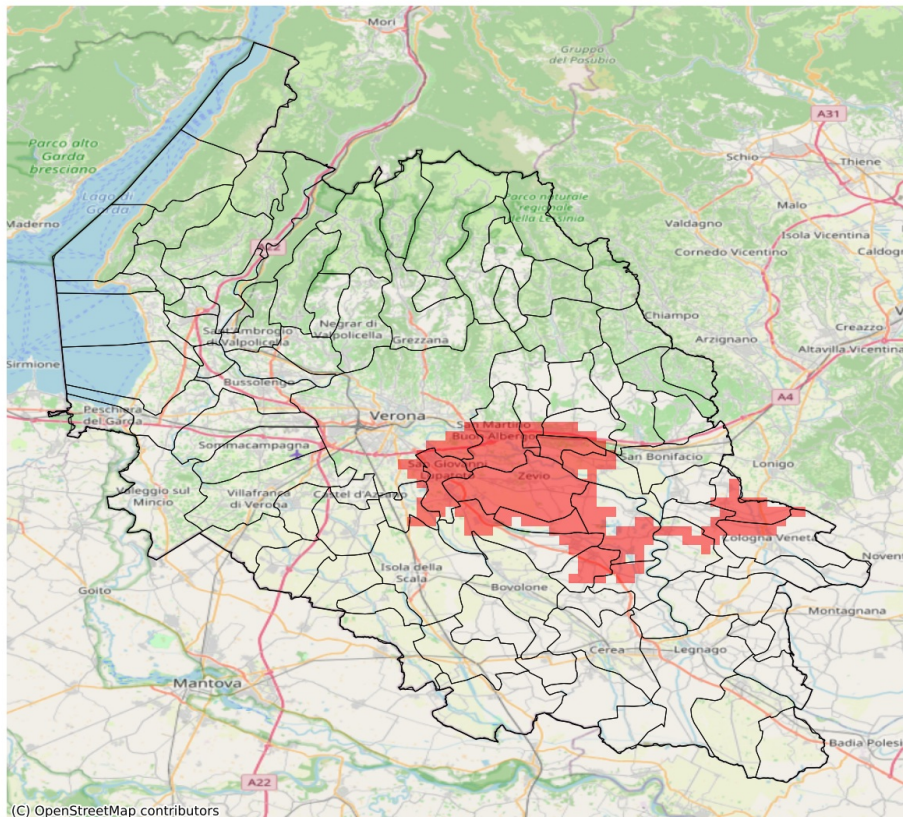 Mori
Gruppo
del Pasubio
A31
Schio
Thiene
Parco alto
Garda
bresciano
Lago di
Garda
Malo
Maderno
Parco naturale
regionale
della Lessinia
Valdagno
Isola Vicentina
Cornedo Vicentino
Caldogn
A22
Chiampo
Sant'Ambrogio
di Valpolicella
Negrar di
Valpolicella
Grezzana
Arzignano
Creazzo
Altavilla Vicentina
Sirmione
Bussolengo
A4
Peschiera
del Garda
Verona
San Martino
Buon Albergo
Sommacampagna
San Bonifacio
Lonigo
San Giovanni
Lupatoto
Zevio
Valeggio sul
Mincio
Villafranca
di Verona
Castel d'Azzano
Cologna Veneta
Novent
Isola della
Scala
Goito
Bovolone
Montagnana
Cerea
Legnago
Mantova
Badia Polesi
A22
(C) OpenStreetMap contributors